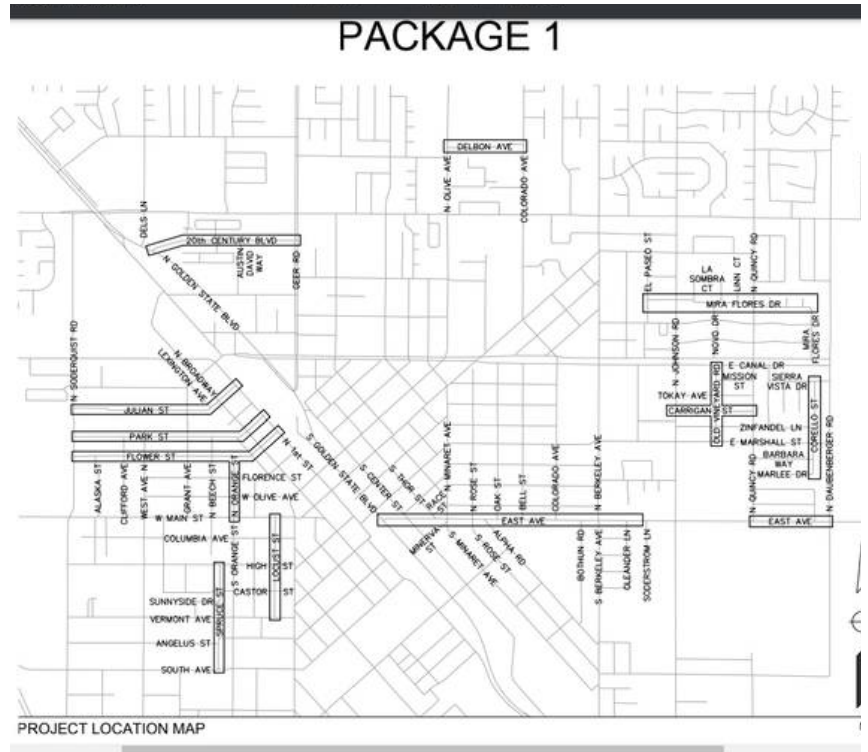 PACKAGE 1
DELBON AVE
N OLIVE AVE
COLORADO AVE
DELS LN
20th CENTURY BLVD
AUSTIN
DAVID
WAY
GEER RD
N GOLDEN STATE BLVD
EL PASEO ST
LA
SOMBRA
CT
LINN CT
N QUINCY RD
MIRA FLORES DR
MIRA
FLORES DR
N JOHNSON RD
NOVO DR
N SODERQUIST RD
N BROADWAY
LEXINGTON AVE
E CANAL DR
MISSION
ST
SIERRA
VISTA DR
TOKAY AVE
CARRIGAN ST
OLD VINEYARD RD
CORELLO ST
ZINFANDEL LN
E MARSHALL ST
BARBARA
WAY
MARLEE DR
N QUINCY RD
N DAUBENBERGER RD
EAST AVE
JULIAN ST
PARK ST
FLOWER ST
N 1st ST
S GOLDEN STATE BLVD
S CENTER ST
S THOR ST
RACE
ST
N MINARET AVE
N ROSE ST
OAK ST
BELL ST
COLORADO AVE
N BERKELEY AVE
ALASKA ST
CLIFFORD AVE
WEST AVE N
GRANT AVE
N BEECH ST
N ORANGE ST
FLORENCE ST
W OLIVE AVE
W MAIN ST
COLUMBIA AVE
EAST AVE
MINERVA
ST
S MINARET AVE
S ROSE ST
ALPHA RD
BOTHUN RD
S BERKELEY AVE
OLEANDER LN
SODERSTROM LN
S ORANGE ST
LOCUST ST
HIGH ST
CASTOR ST
SPRUCE ST
SUNNYSIDE DR
VERMONT AVE
ANGELUS ST
SOUTH AVE
PROJECT LOCATION MAP